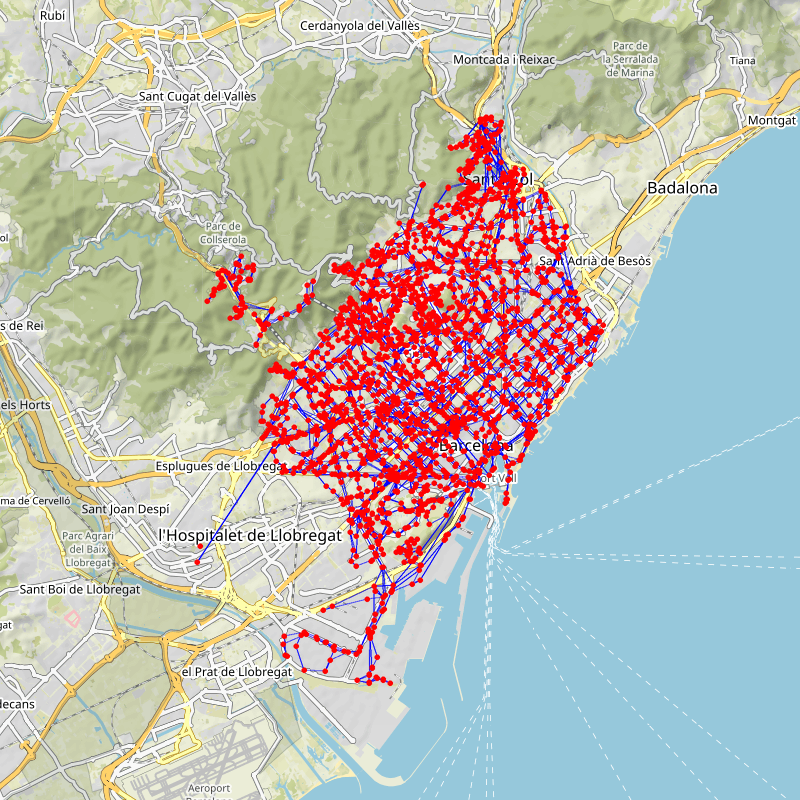 Rubí
Cerdanyola del Vallès
Montcada i Reixac
Parc de
la Serralada
de Marina
Tiana
Sant Cugat del Vallès
Montgat
Badalona
Parc de
Collserola
Sant Adrià de Besòs
s de Rei
els Horts
Barcelona
Esplugues de Llobregat
ma de Cervelló
Sant Joan Despí
l'Hospitalet de Llobregat
Parc Agrari
del Baix
Llobregat
Sant Boi de Llobregat
gat
el Prat de Llobregat
decans
Aeroport